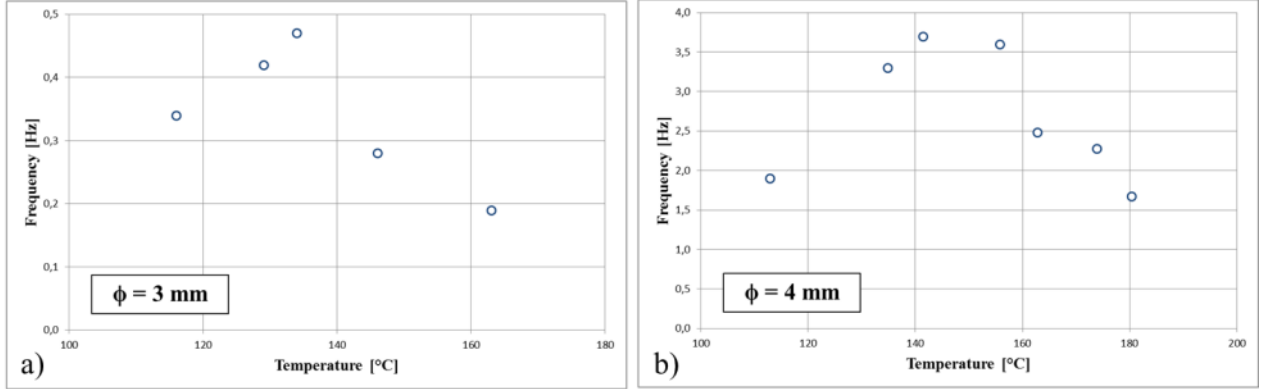 0,5
0,4
0,3
0,2
0,1
0,0
Frequency [Hz]
100 120 140 160 180
Temperature [°C]
ϕ = 3 mm
a)
4,0
3,5
3,0
2,5
2,0
1,5
1,0
0,5
0,0
Frequency [Hz]
100 120 140 160 180 200
Temperature [°C]
ϕ = 4 mm
b)